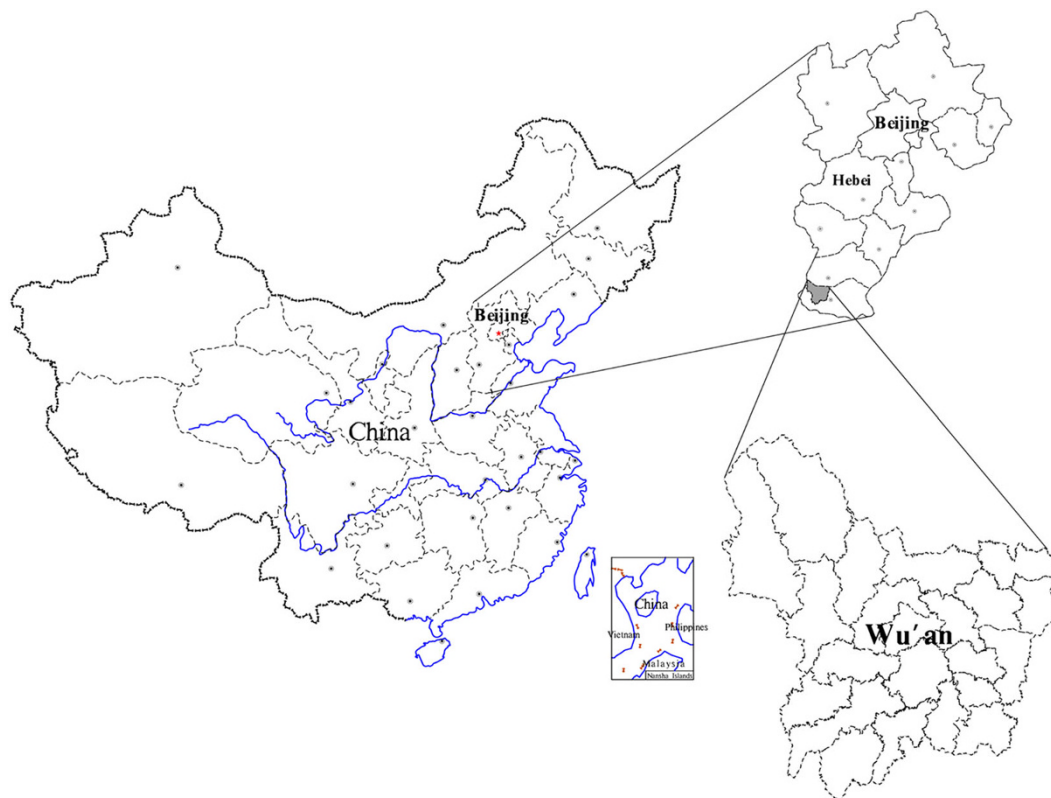 Beijing
Hebei
Beijing
China
China
Vietnam
Philippines
Malaysia
Nansha Islands
Wu'an